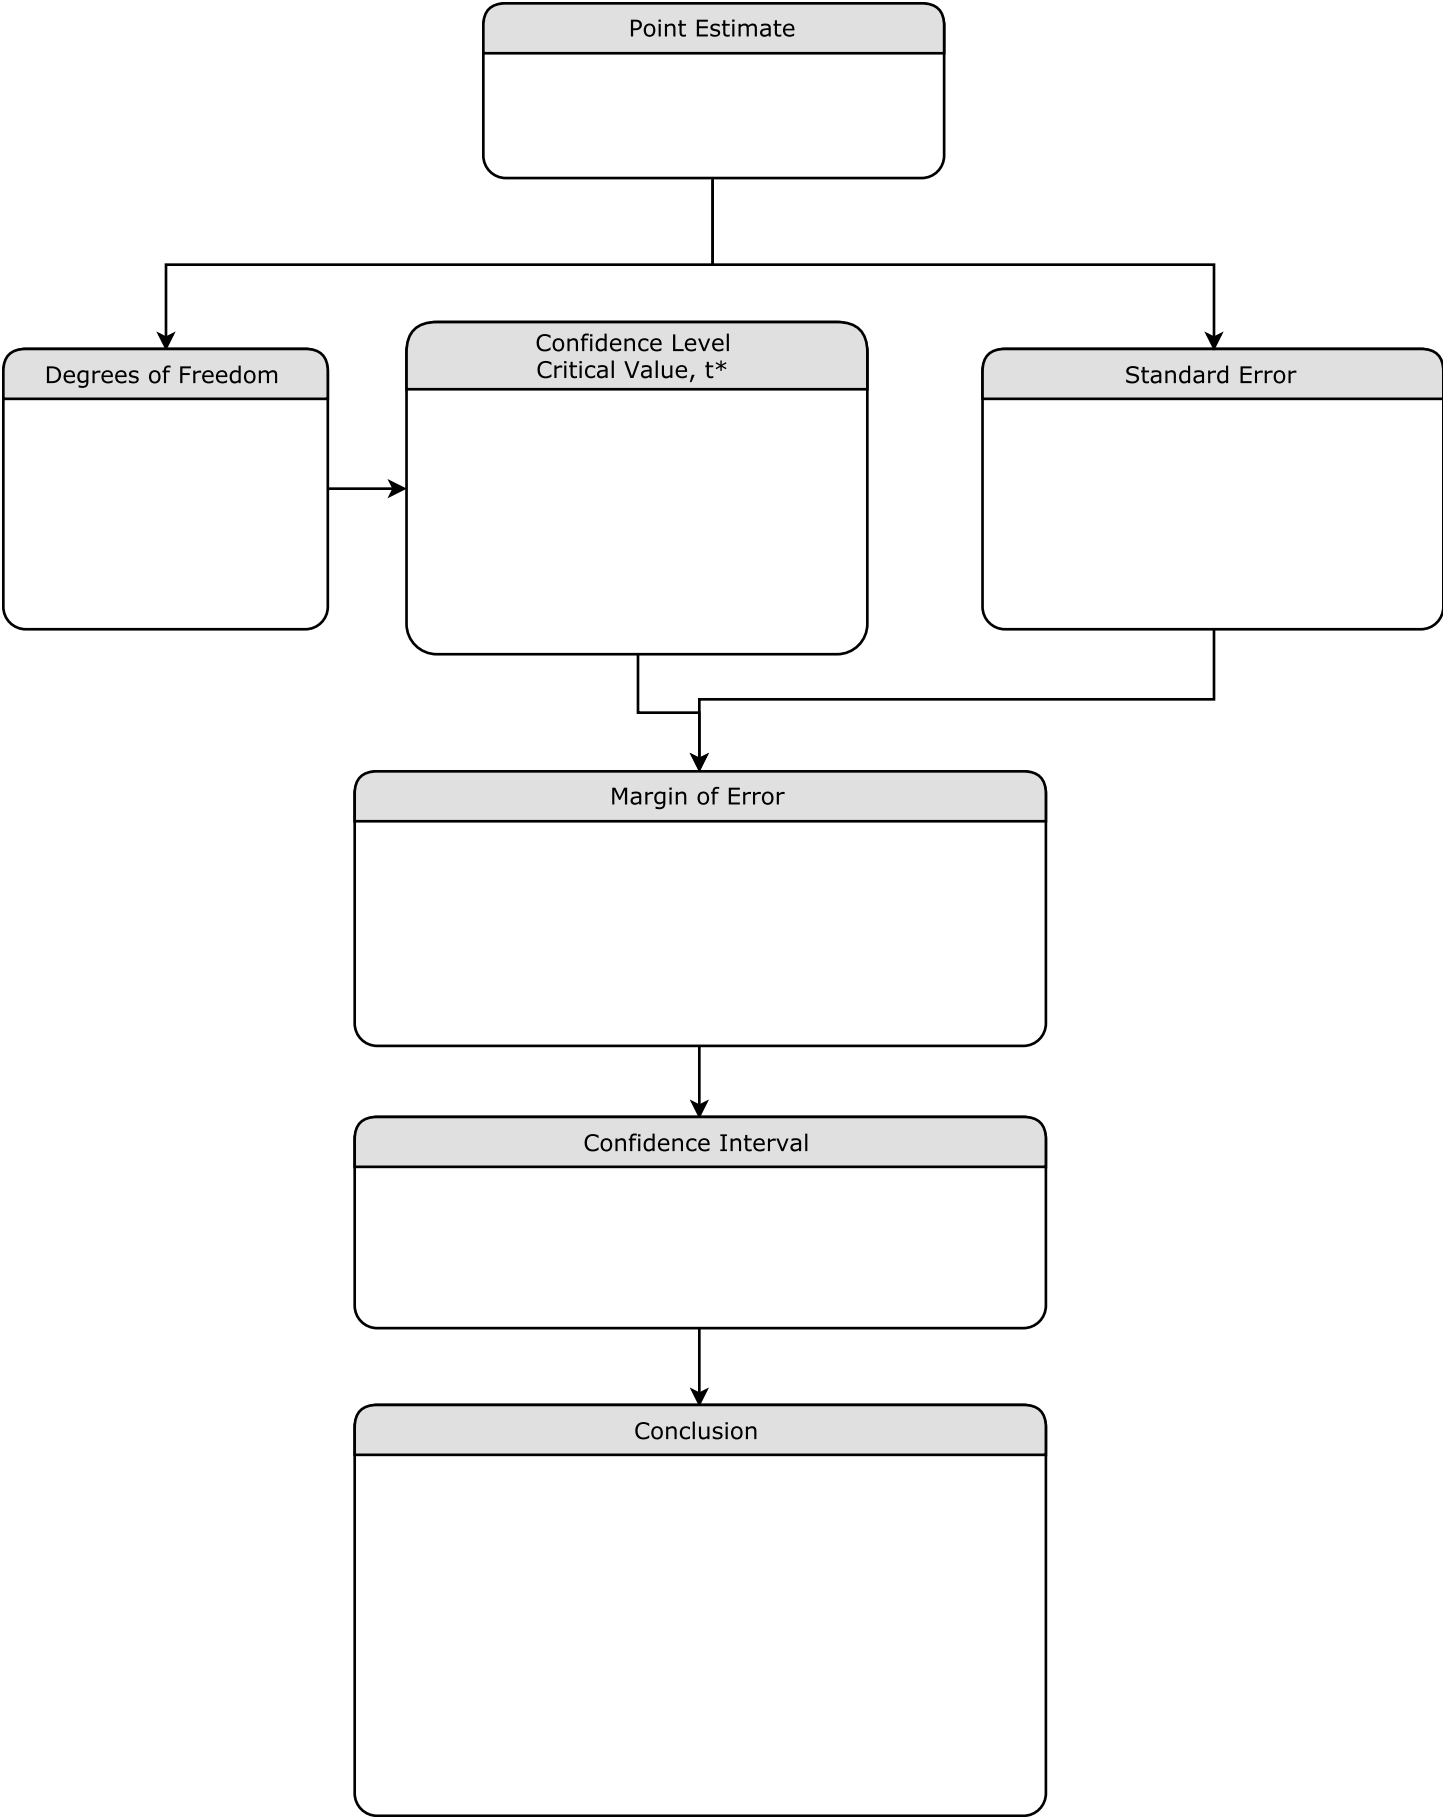 Point Estimate
Degrees of Freedom
Confidence Level
Critical Value, t*
Standard Error
Margin of Error
Confidence Interval
Conclusion